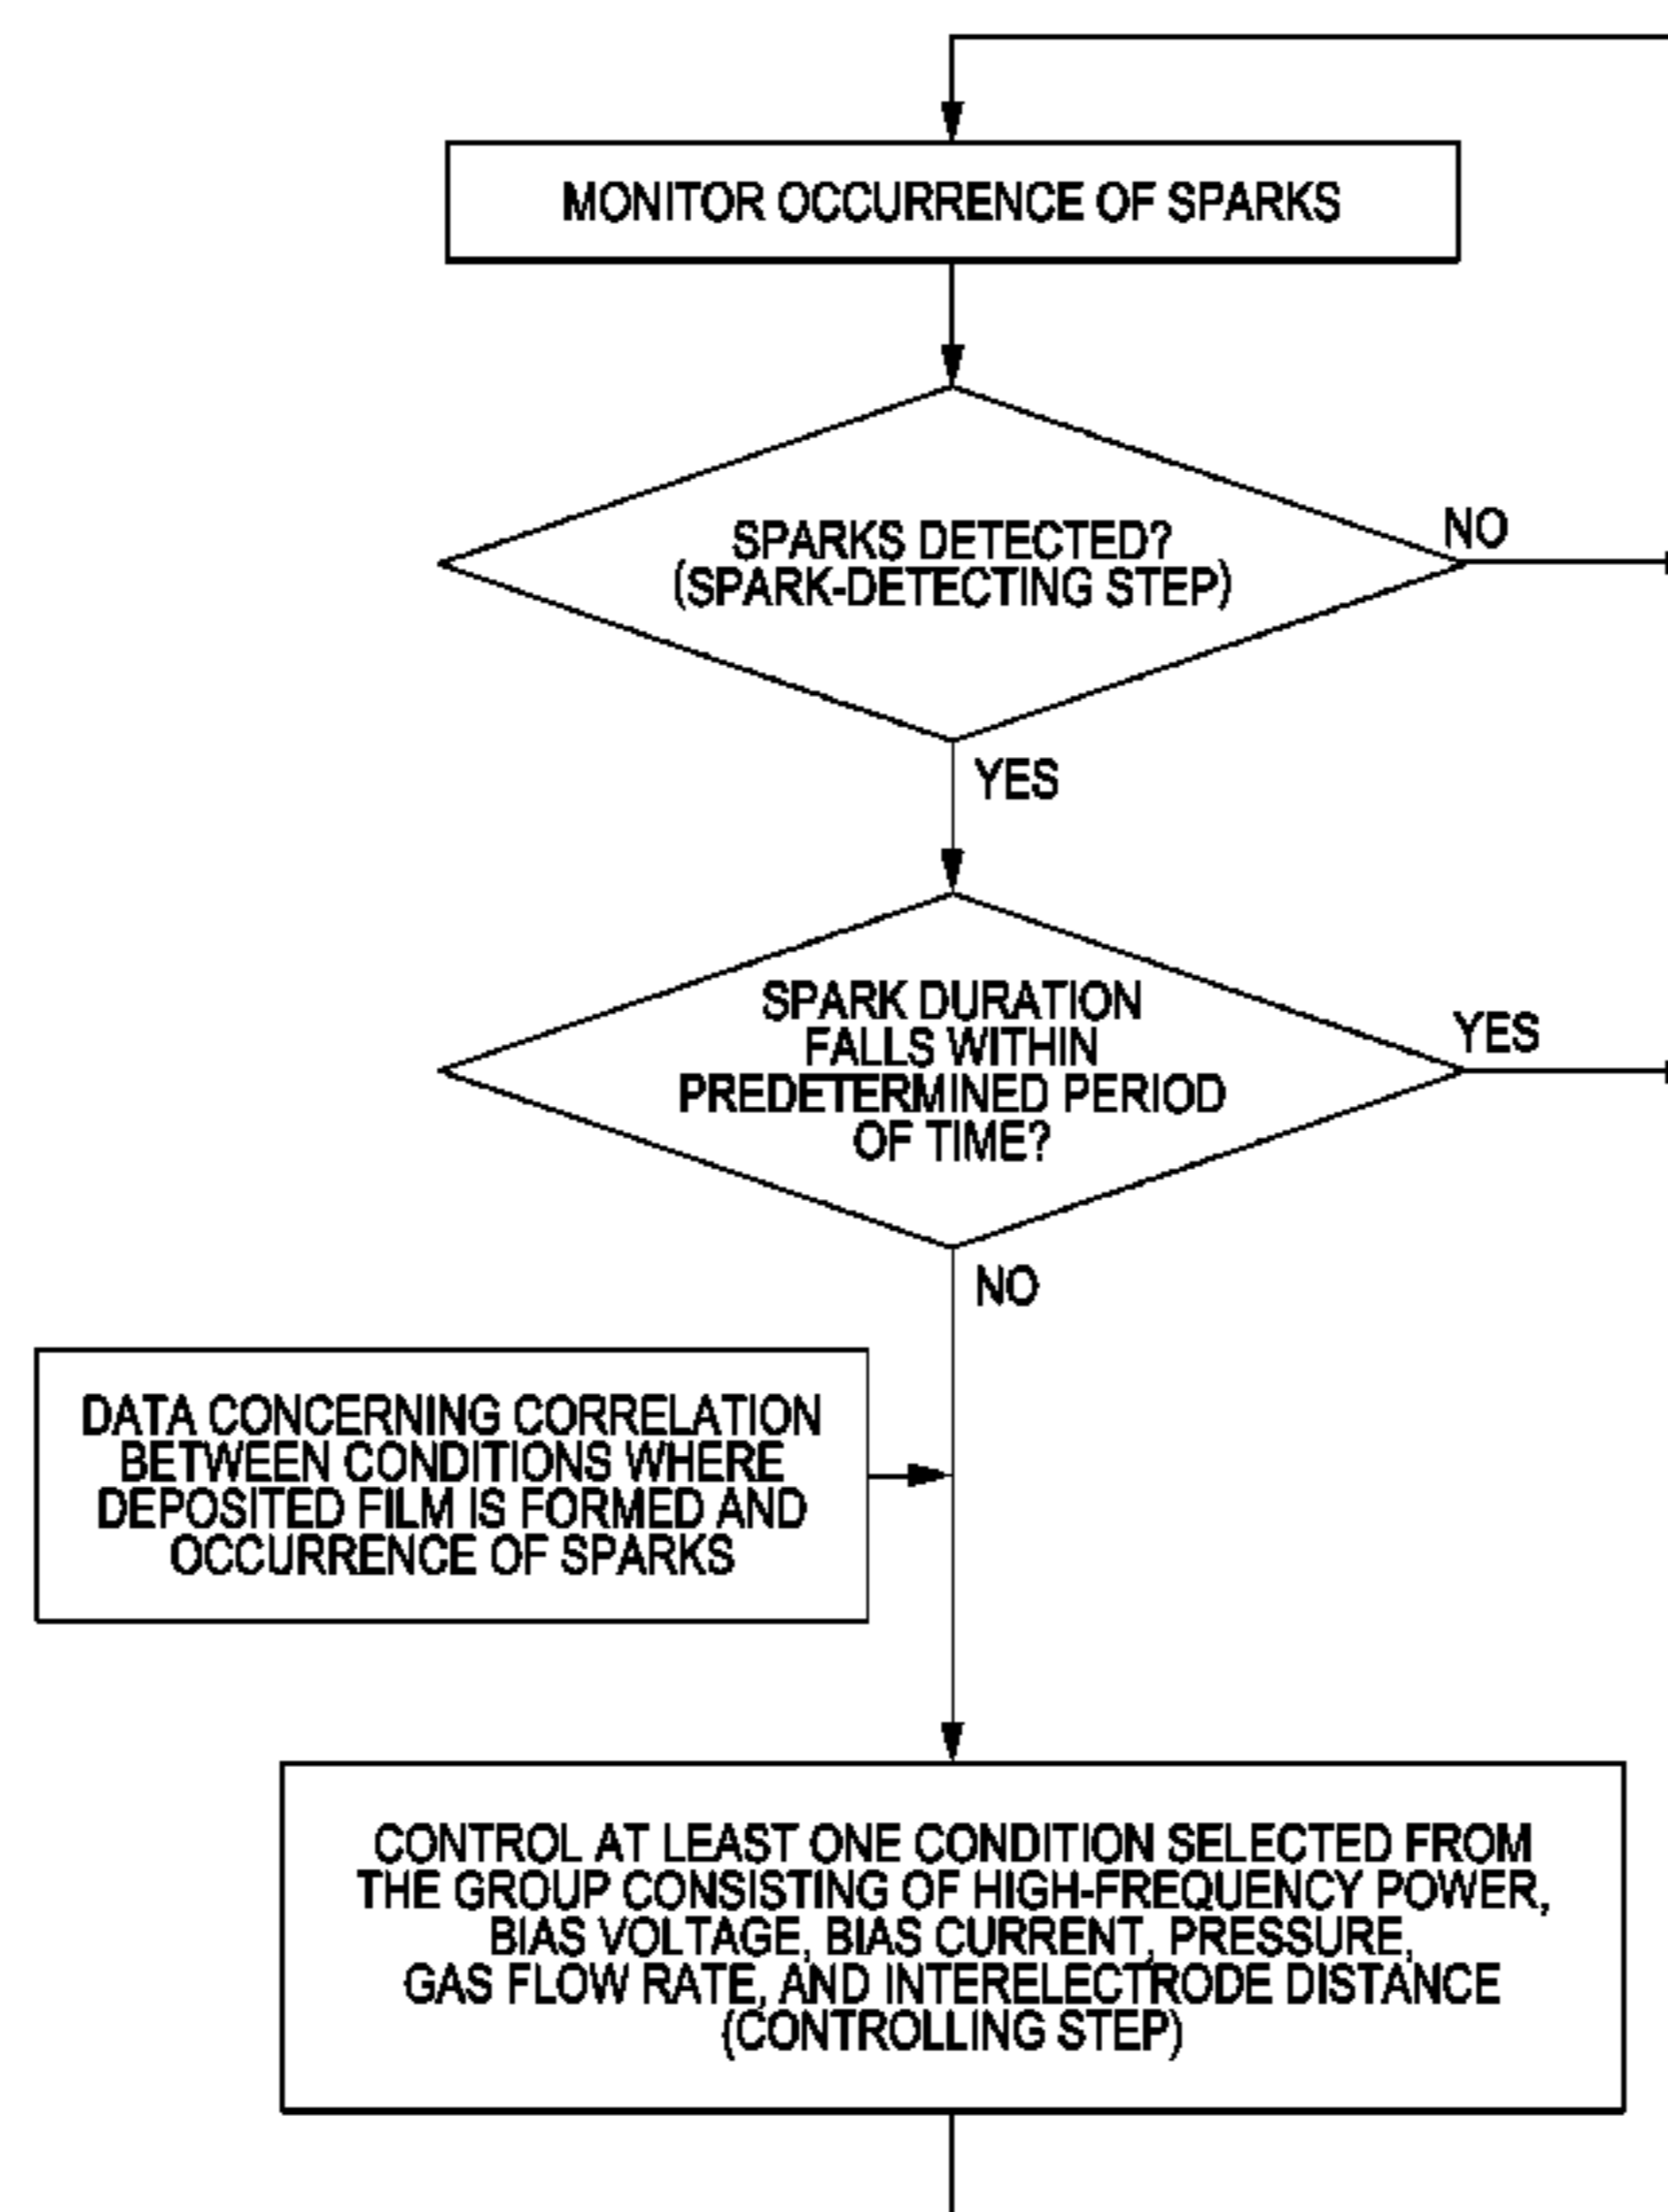 MONITOR OCCURRENCE OF SPARKS
SPARKS DETECTED?
(SPARK-DETECTING STEP)
NO
YES
SPARK DURATION
FALLS WITHIN
PREDETERMINED PERIOD
OF TIME?
YES
NO
DATA CONCERNING CORRELATION
BETWEEN CONDITIONS WHERE
DEPOSITED FILM IS FORMED AND
OCCURRENCE OF SPARKS
CONTROL AT LEAST ONE CONDITION SELECTED FROM
THE GROUP CONSISTING OF HIGH-FREQUENCY POWER,
BIAS VOLTAGE, BIAS CURRENT, PRESSURE,
GAS FLOW RATE, AND INTERELECTRODE DISTANCE
(CONTROLLING STEP)